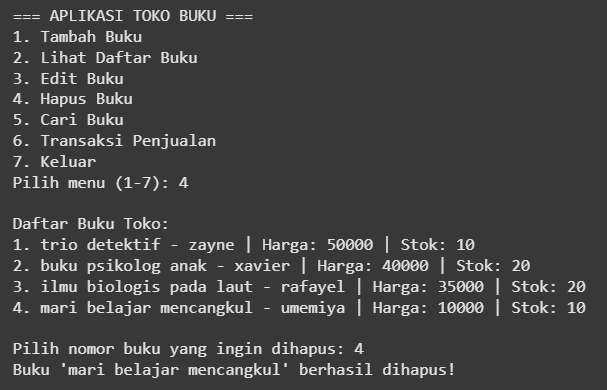 === APLIKASI TOKO BUKU ===
1. Tambah Buku
2. Lihat Daftar Buku
3. Edit Buku
4. Hapus Buku
5. Cari Buku
6. Transaksi Penjualan
7. Keluar
Pilih menu (1-7): 4
Daftar Buku Toko:
1. trio detektif - zayne | Harga: 50000 | Stok: 10
2. buku psikolog anak - xavier | Harga: 40000 | Stok: 20
3. ilmu biologis pada laut - rafayel | Harga: 35000 | Stok: 20
4. mari belajar mencangkul - umemiya | Harga: 10000 | Stok: 10
Pilih nomor buku yang ingin dihapus: 4
Buku 'mari belajar mencangkul' berhasil dihapus!